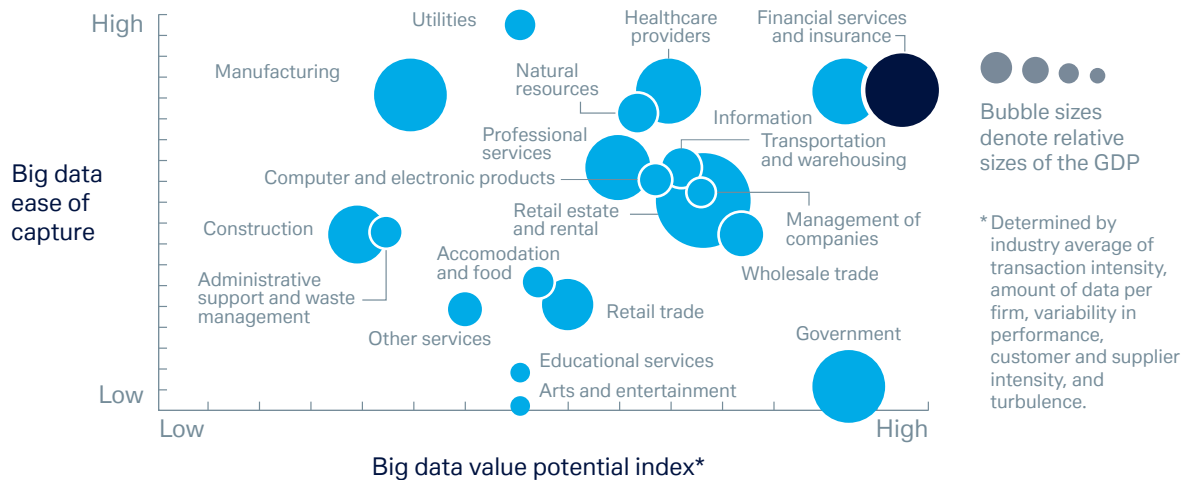 High
Utilities
Healthcare
providers
Financial services
and insurance
Manufacturing
Natural
resources
Information
Professional
services
Transportation
and warehousing
Computer and electronic products
Big data
ease of
capture
Construction
Retail estate
and rental
Management of
companies
Accomodation
and food
Wholesale trade
Administrative
support and waste
management
Retail trade
Other services
Government
Educational services
Arts and entertainment
Low
Low
High
Big data value potential index*
Bubble sizes
denote relative
sizes of the GDP
* Determined by
industry average of
transaction intensity,
amount of data per
firm, variability in
performance,
customer and supplier
intensity, and
turbulence.